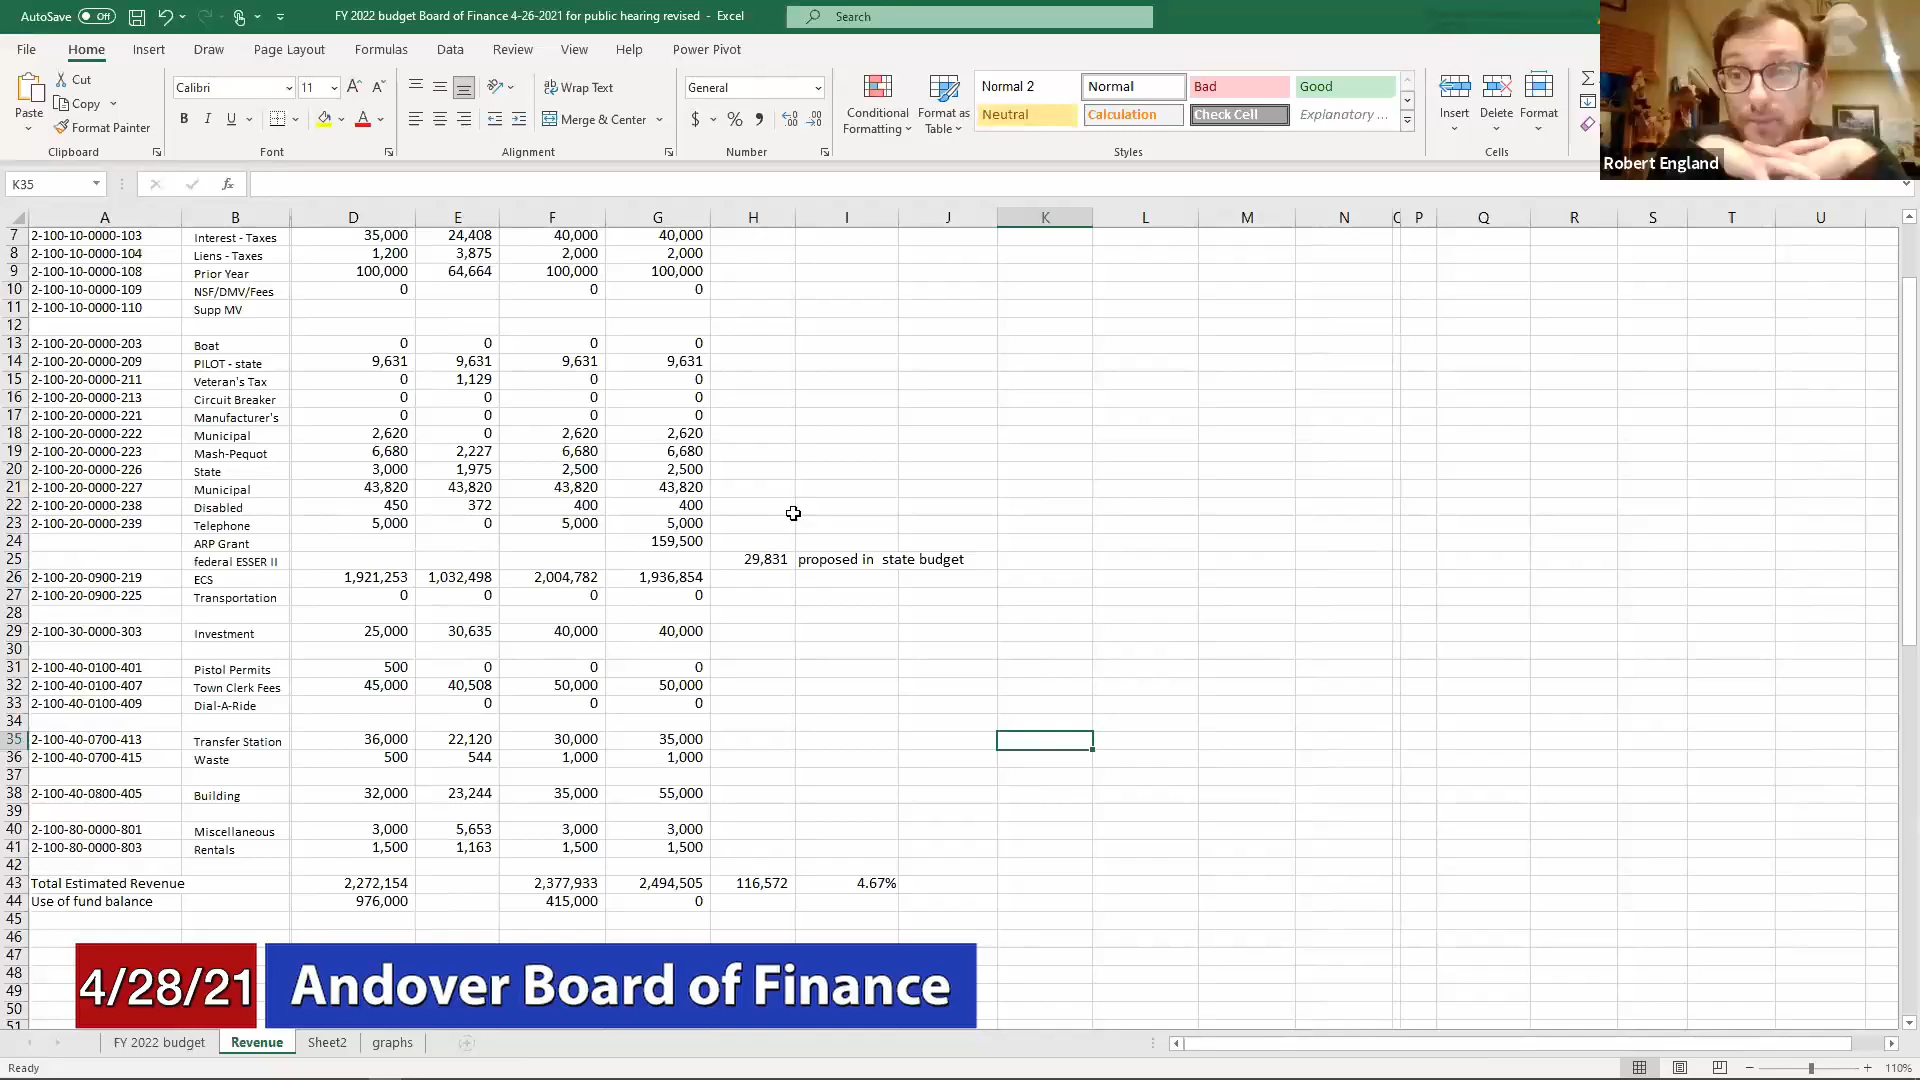 AutoSave Off FY 2022 budget Board of Finance 4-26-2021 for public hearing revised - Excel Search
File Home Insert Draw Page Layout Formulas Data Review View Help Power Pivot
Paste Cut Copy Format Painter
Calibri 11
B I U
Wrap Text
Merge & Center
General
$ %
Conditional Formatting
Format as Table
Normal 2 Normal Bad Good
Neutral Calculation Check Cell Explanatory ...
Insert Delete Format
Clipboard Font Alignment Number Styles Cells
Robert England
K35 fx
A B D E F G H I J K L M N C P Q R S T U
7 2-100-10-0000-103 Interest - Taxes 35,000 24,408 40,000 40,000
8 2-100-10-0000-104 Liens - Taxes 1,200 3,875 2,000 2,000
9 2-100-10-0000-108 Prior Year 100,000 64,664 100,000 100,000
10 2-100-10-0000-109 NSF/DMV/Fees 0 0 0
11 2-100-10-0000-110 Supp MV
12
13 2-100-20-0000-203 Boat 0 0 0 0
14 2-100-20-0000-209 PILOT - state 9,631 9,631 9,631 9,631
15 2-100-20-0000-211 Veteran's Tax 0 1,129 0 0
16 2-100-20-0000-213 Circuit Breaker 0 0 0 0
17 2-100-20-0000-221 Manufacturer's 0 0 0 0
18 2-100-20-0000-222 Municipal 2,620 0 2,620 2,620
19 2-100-20-0000-223 Mash-Pequot 6,680 2,227 6,680 6,680
20 2-100-20-0000-226 State 3,000 1,975 2,500 2,500
21 2-100-20-0000-227 Municipal 43,820 43,820 43,820 43,820
22 2-100-20-0000-238 Disabled 450 372 400 400
23 2-100-20-0000-239 Telephone 5,000 0 5,000 5,000
24 ARP Grant 159,500
25 federal ESSER II 29,831 proposed in state budget
26 2-100-20-0900-219 ECS 1,921,253 1,032,498 2,004,782 1,936,854
27 2-100-20-0900-225 Transportation 0 0 0 0
28
29 2-100-30-0000-303 Investment 25,000 30,635 40,000 40,000
30
31 2-100-40-0100-401 Pistol Permits 500 0 0 0
32 2-100-40-0100-407 Town Clerk Fees 45,000 40,508 50,000 50,000
33 2-100-40-0100-409 Dial-A-Ride 0 0 0
34
35 2-100-40-0700-413 Transfer Station 36,000 22,120 30,000 35,000
36 2-100-40-0700-415 Waste 500 544 1,000 1,000
37
38 2-100-40-0800-405 Building 32,000 23,244 35,000 55,000
39
40 2-100-80-0000-801 Miscellaneous 3,000 5,653 3,000 3,000
41 2-100-80-0000-803 Rentals 1,500 1,163 1,500 1,500
42
43 Total Estimated Revenue 2,272,154 2,377,933 2,494,505 116,572 4.67%
44 Use of fund balance 976,000 415,000 0
45
46
47
48
49
50
51
4/28/21 Andover Board of Finance
FY 2022 budget Revenue Sheet2 graphs
Ready 110%